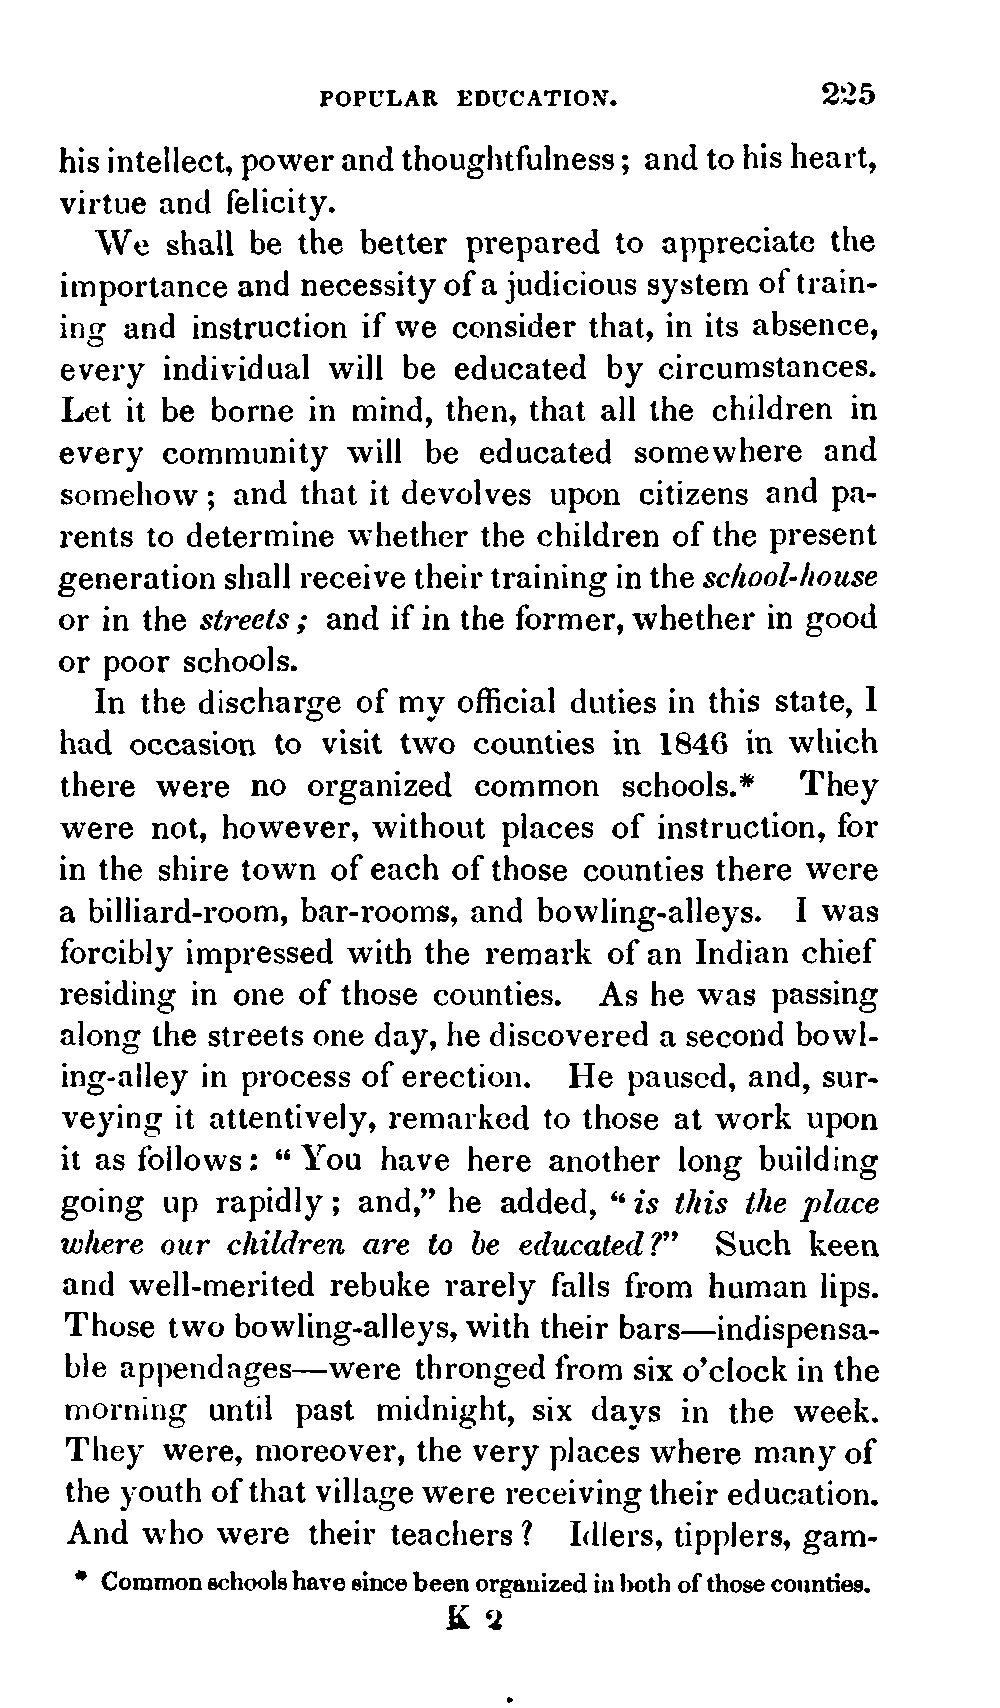 POPULAR EDUCATION. 225
his intellect, power and thoughtfulness; and to his heart,
virtue and felicity.
We shall be the better prepared to appreciate the
importance and necessity of a judicious system of train-
ing and instruction if we consider that, in its absence,
every individual will be educated by circumstances.
Let it be borne in mind, then, that all the children in
every community will be educated somewhere and
somehow; and that it devolves upon citizens and pa-
rents to determine whether the children of the present
generation shall receive their training in the school-house
or in the streets; and if in the former, whether in good
or poor schools.
In the discharge of my official duties in this state, I
had occasion to visit two counties in 1846 in which
there were no organized common schools.* They
were not, however, without places of instruction, for
in the shire town of each of those counties there were
a billiard-room, bar-rooms, and bowling-alleys. I was
forcibly impressed with the remark of an Indian chief
residing in one of those counties. As he was passing
along the streets one day, he discovered a second bowl-
ing-alley in process of erection. He paused, and, sur-
veying it attentively, remarked to those at work upon
it as follows: “You have here another long building
going up rapidly; and,” he added, “is this the place
where our children are to be educated?” Such keen
and well-merited rebuke rarely falls from human lips.
Those two bowling-alleys, with their bars—indispensa-
ble appendages—were thronged from six o’clock in the
morning until past midnight, six days in the week.
They were, moreover, the very places where many of
the youth of that village were receiving their education.
And who were their teachers? Idlers, tipplers, gam-
* Common schools have since been organized in both of those counties.
K 2